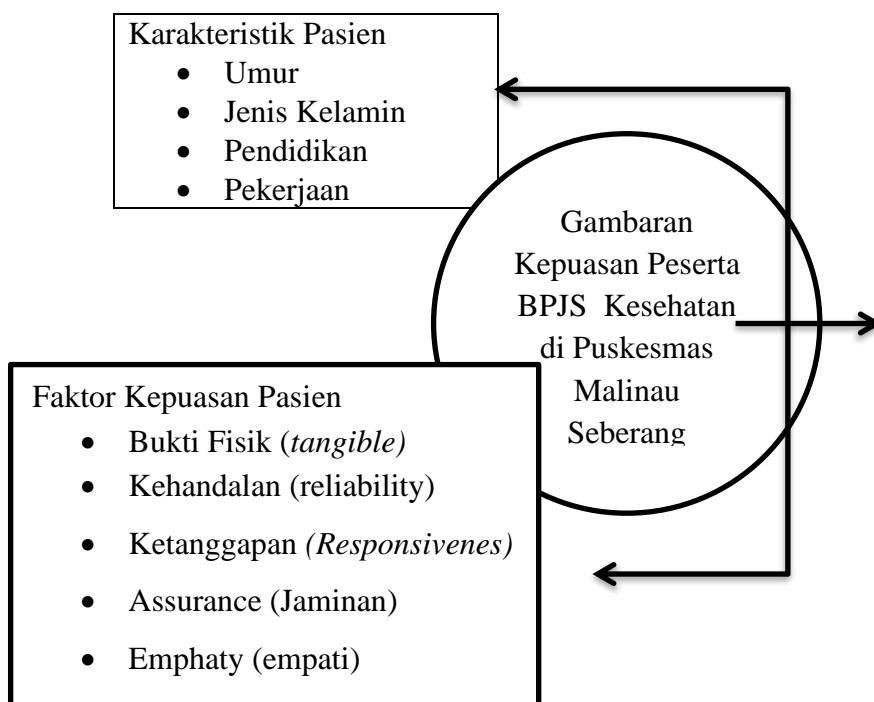 Karakteristik Pasien
• Umur
• Jenis Kelamin
• Pendidikan
• Pekerjaan
Gambaran
Kepuasan Peserta
BPJS Kesehatan
di Puskesmas
Malinau
Seberang
Faktor Kepuasan Pasien
• Bukti Fisik (tangible)
• Kehandalan (reliability)
• Ketanggapan (Responsivenes)
• Assurance (Jaminan)
• Emphaty (empati)